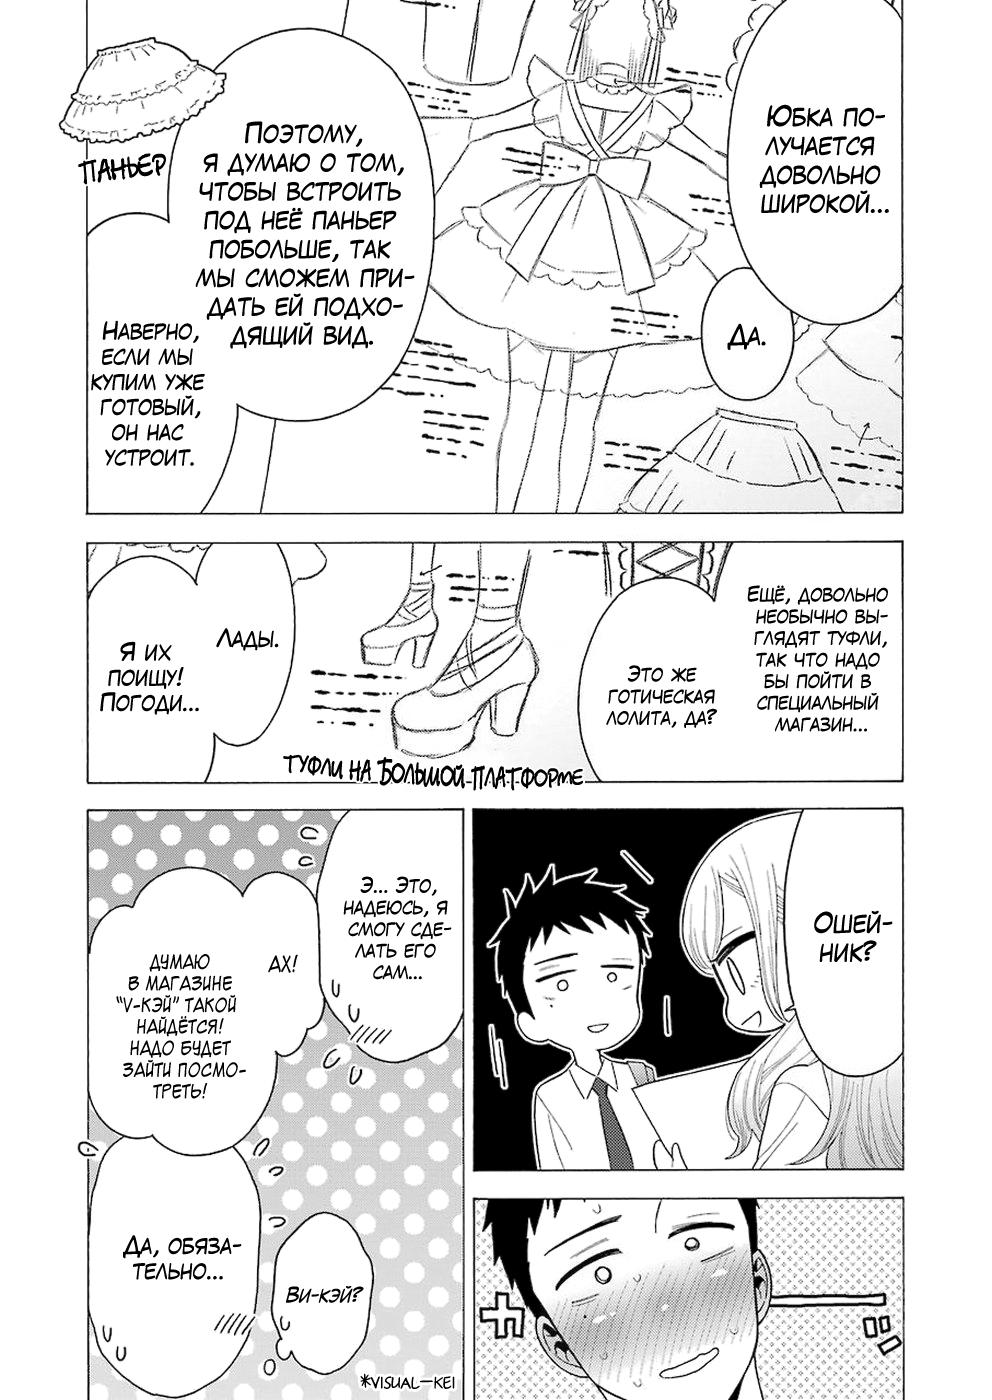 Юбка по-
лучается
довольно
широкой...
Да.
Поэтому,
я думаю о том,
чтобы встроить
под неё паньер
побольше, так
мы сможем при-
дать ей подхо-
дящий вид.
Паньер
Наверно,
если мы
купим уже
готовый,
он нас
устроит.
Ещё, довольно
необычно вы-
глядят туфли,
так что надо
бы пойти в
специальный
магазин...
Это же
готическая
лолита, да?
Лады.
Я их
поищу!
Погоди...
туфли на большой платформе
Ошей-
ник?
カ
Э... Это,
надеюсь, я
смогу сде-
лать его
сам...
Ах!
Думаю
в магазине
"V-кэй" такой
найдётся!
Надо будет
зайти посмо-
треть!
Ви-кэй?
Да, обяза-
тельно...
*visual-kei